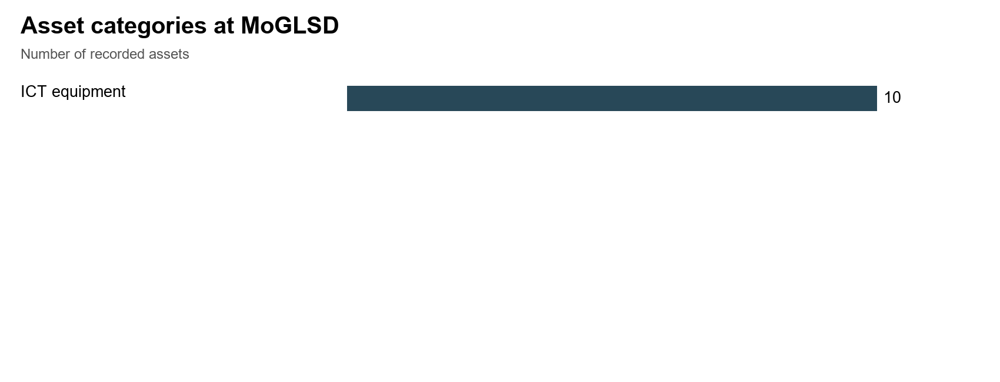 Asset categories at MoGLSD
Number of recorded assets
ICT equipment
10